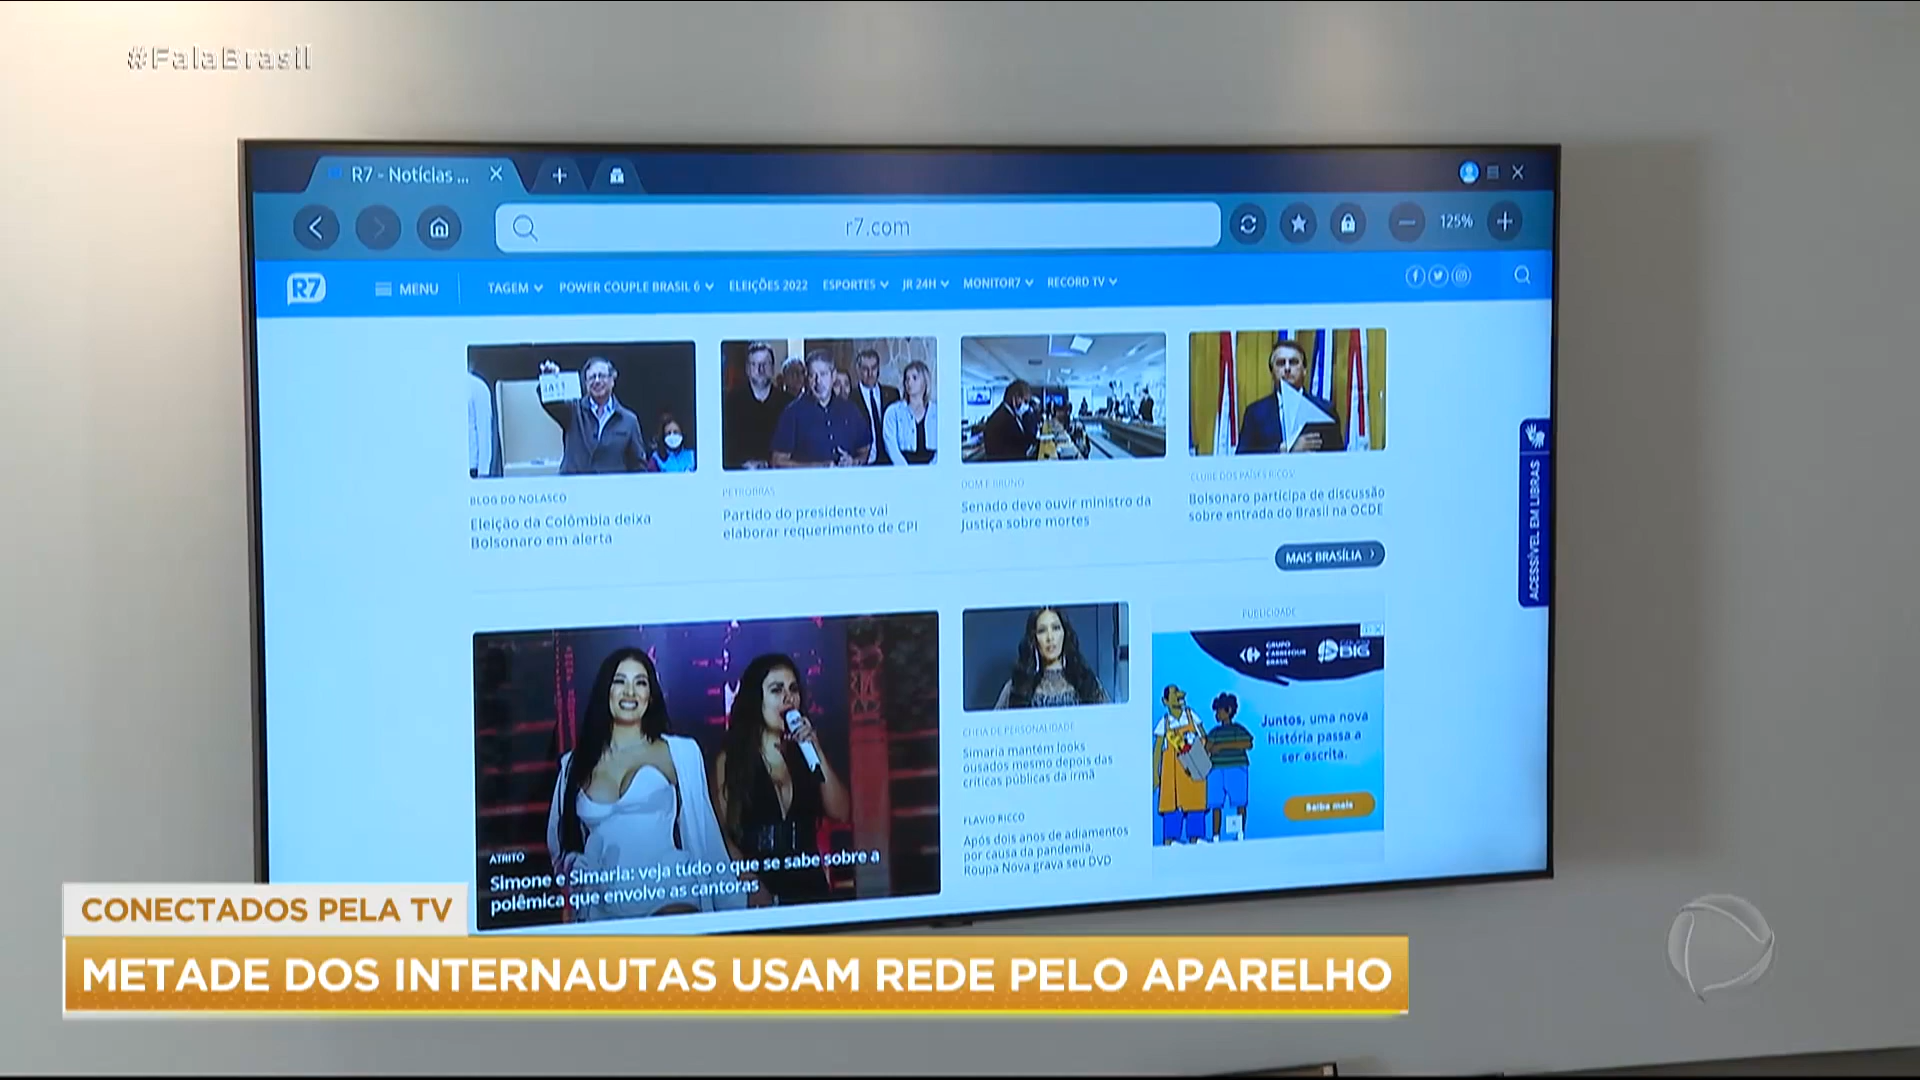 #FalaBrasil
R7 - Notícias ...
r7.com
125%
R7
MENU
TAGEM
POWER COUPLE BRASIL 6
ELEIÇÕES 2022
ESPORTES
JR 24H
MONITOR7
RECORD TV
BLOG DO NOLASCO
Eleição da Colômbia deixa
Bolsonaro em alerta
PETROBRAS
Partido do presidente vai
elaborar requerimento de CPI
DOM E BRUNO
Senado deve ouvir ministro da
Justiça sobre mortes
'CLUBE DOS PAÍSES RICOS'
Bolsonaro participa de discussão
sobre entrada do Brasil na OCDE
MAIS BRASÍLIA
ACESSÍVEL EM LIBRAS
ATRITO
Simone e Simaria: veja tudo o que se sabe sobre a
polêmica que envolve as cantoras
CHEIA DE PERSONALIDADE
Simaria mantém looks
ousados mesmo depois das
críticas públicas da irmã
FLAVIO RICCO
Após dois anos de adiamentos
por causa da pandemia,
Roupa Nova grava seu DVD
PUBLICIDADE
GRUPO
CARREFOUR
BRASIL
GRUPO
BIG
Juntos, uma nova
história passa a
ser escrita.
Saiba mais
CONECTADOS PELA TV
METADE DOS INTERNAUTAS USAM REDE PELO APARELHO